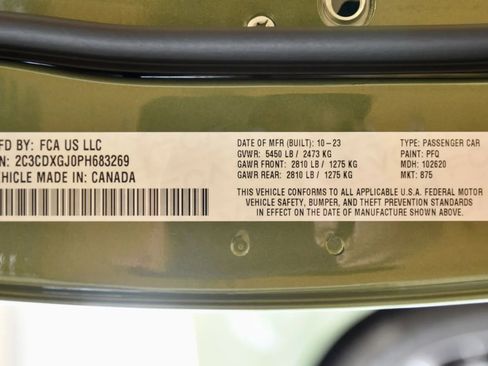 FD BY: FCA US LLC
N: 2C3CDXGJ0PH683269
EHICLE MADE IN: CANADA
DATE OF MFR (BUILT): 10-23
GVWR: 5450 LB / 2473 KG
GAWR FRONT: 2810 LB / 1275 KG
GAWR REAR: 2810 LB / 1275 KG
TYPE: PASSENGER CAR
PAINT: PFQ
MDH: 102620
MKT: 875
THIS VEHICLE CONFORMS TO ALL APPLICABLE U.S.A. FEDERAL MOTOR
VEHICLE SAFETY, BUMPER, AND THEFT PREVENTION STANDARDS
IN EFFECT ON THE DATE OF MANUFACTURE SHOWN ABOVE.